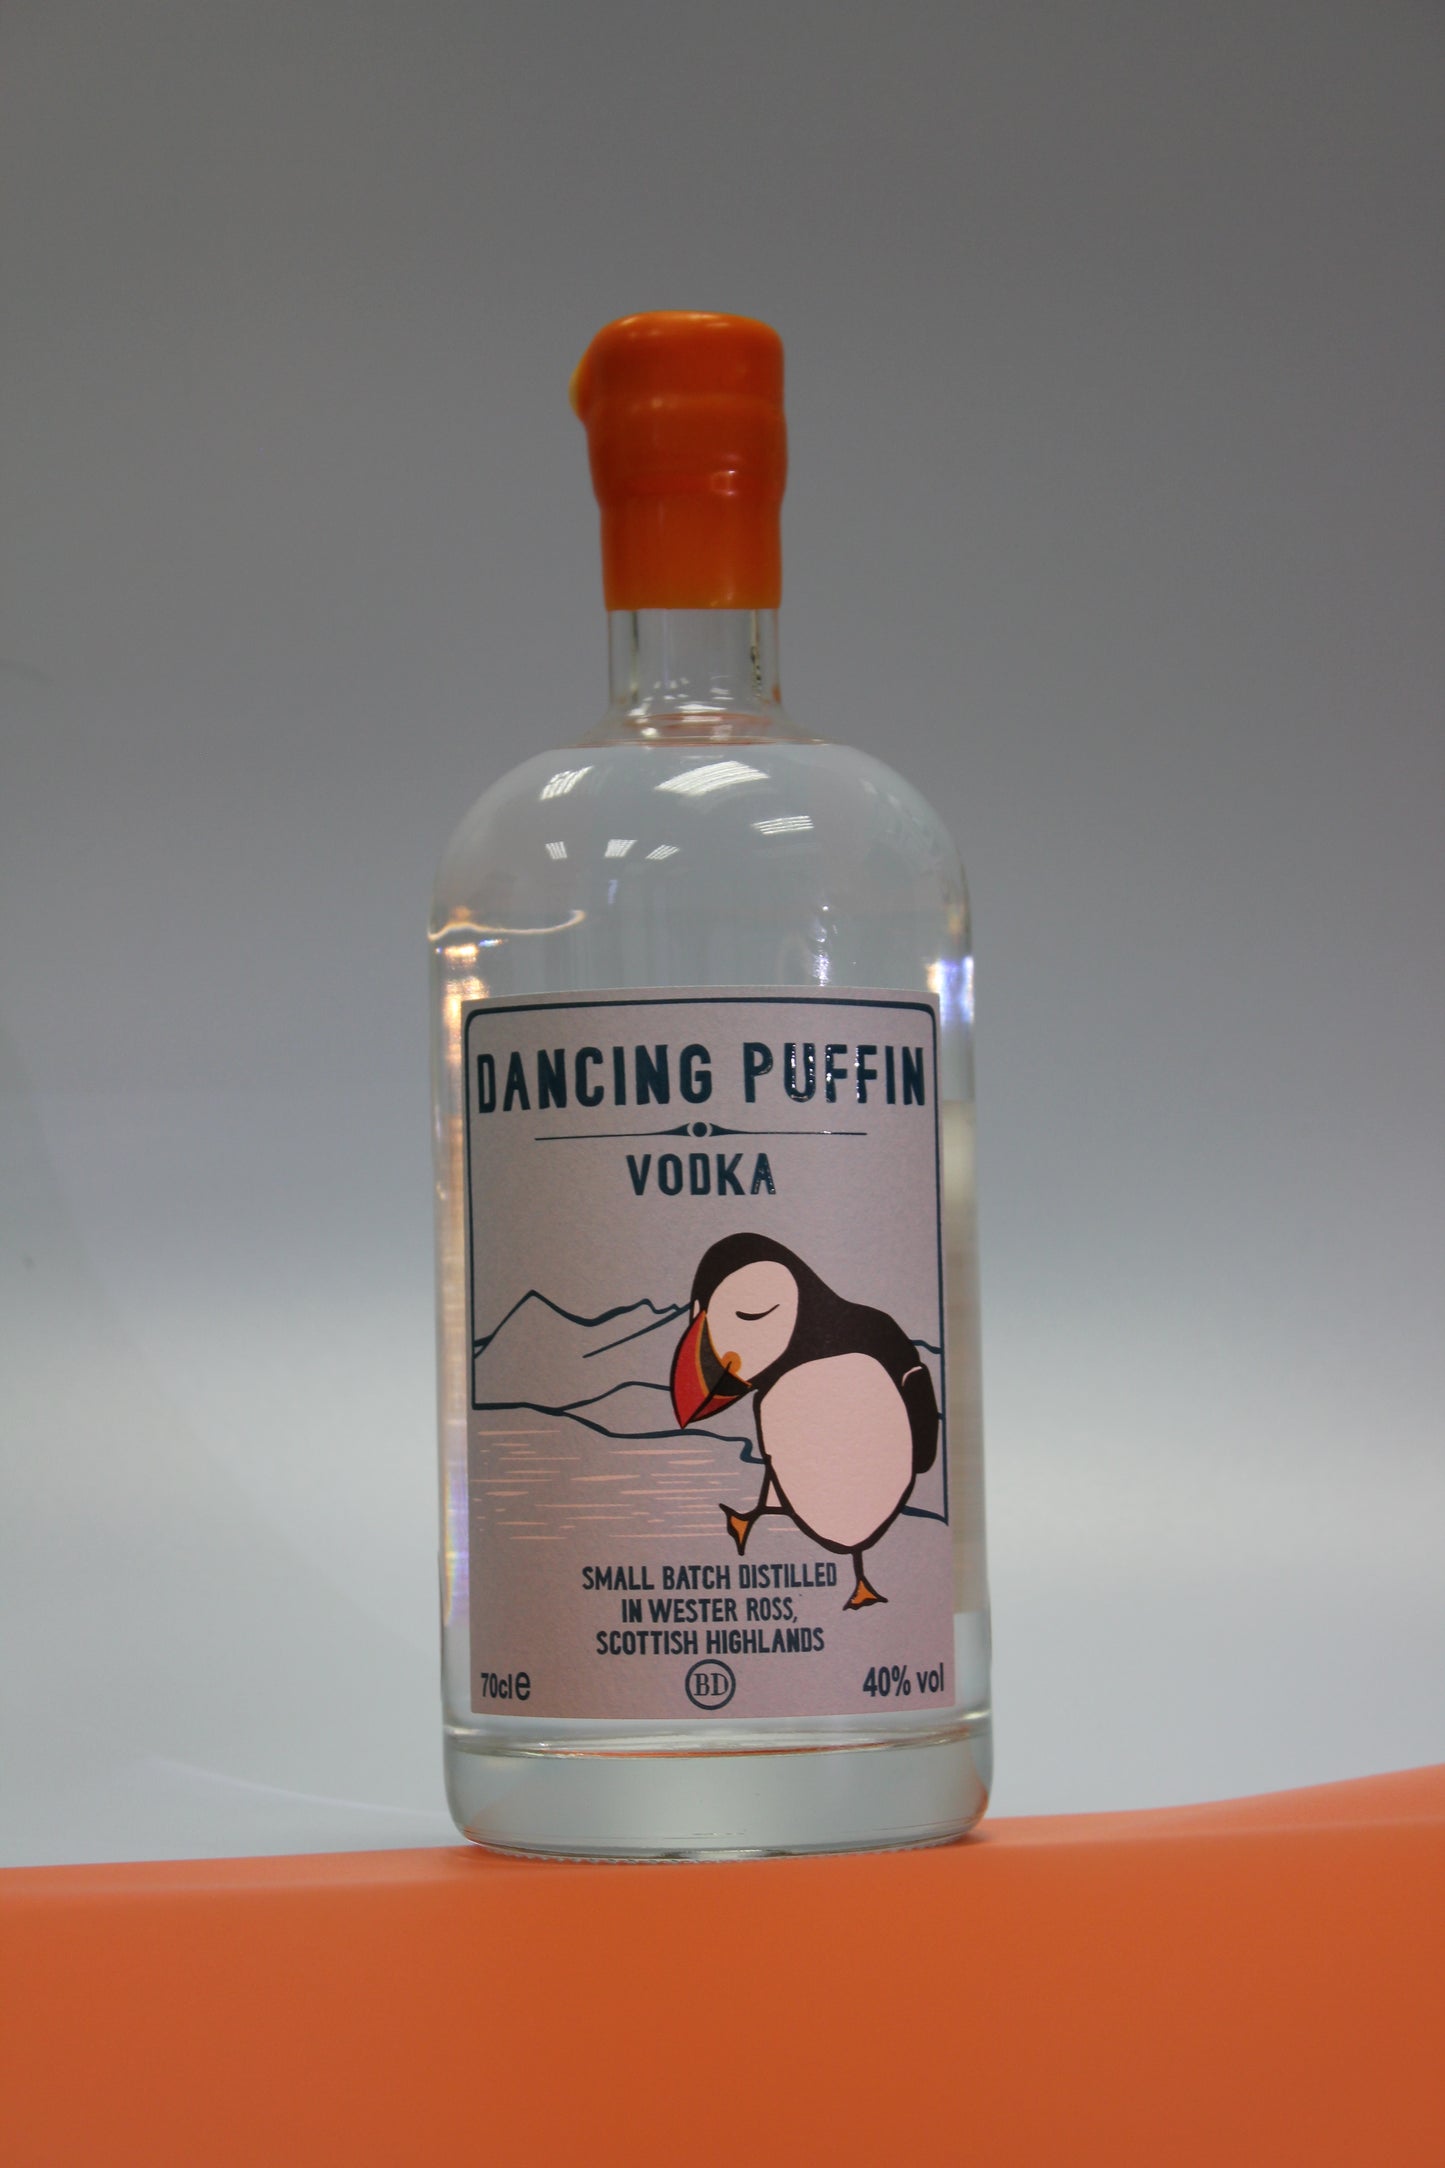 DANCING PUFFIN
VODKA
SMALL BATCH DISTILLED
IN WESTER ROSS,
SCOTTISH HIGHLANDS
70cl e
BD
40% vol